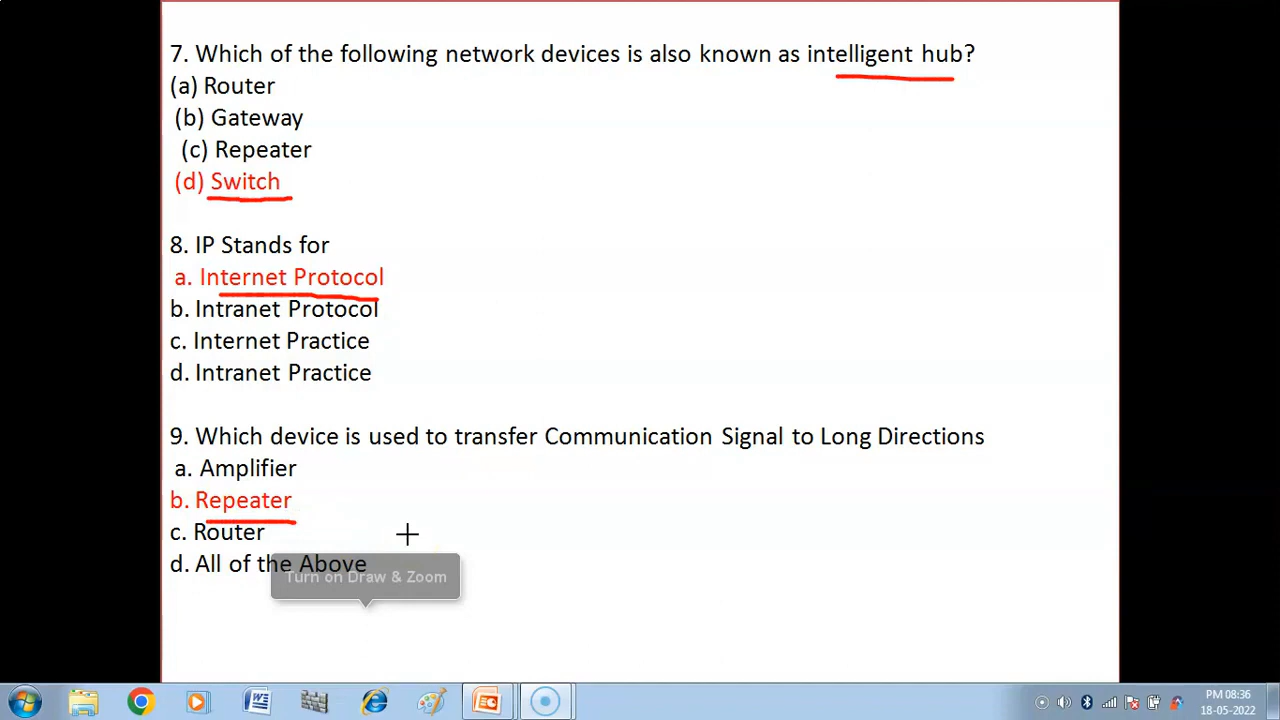 7. Which of the following network devices is also known as intelligent hub?
(a) Router
(b) Gateway
(c) Repeater
(d) Switch
8. IP Stands for
a. Internet Protocol
b. Intranet Protocol
c. Internet Practice
d. Intranet Practice
9. Which device is used to transfer Communication Signal to Long Directions
a. Amplifier
b. Repeater
c. Router
d. All of the Above
Turn on Draw & Zoom
PM 08:36
18-05-2022